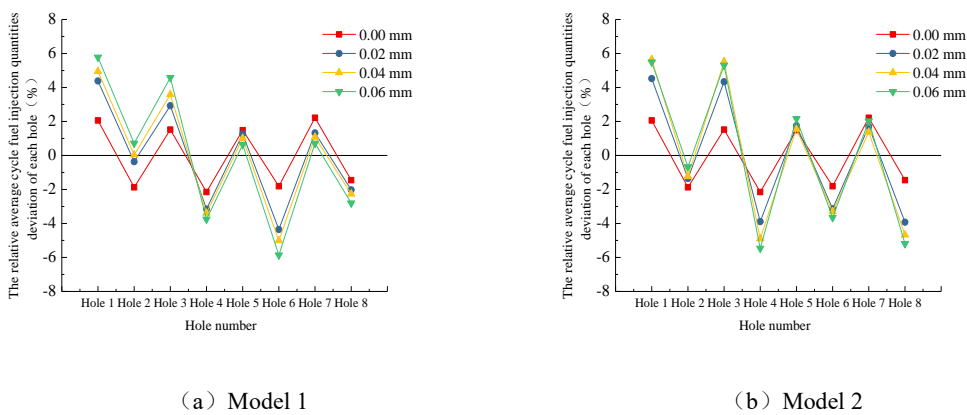 The relative average cycle fuel injection quantities
deviation of each hole（%）
8
6
4
2
0
-2
-4
-6
-8
0.00 mm
0.02 mm
0.04 mm
0.06 mm
Hole 1 Hole 2 Hole 3 Hole 4 Hole 5 Hole 6 Hole 7 Hole 8
Hole number
（a）Model 1
The relative average cycle fuel injection quantities
deviation of each hole（%）
8
6
4
2
0
-2
-4
-6
-8
0.00 mm
0.02 mm
0.04 mm
0.06 mm
Hole 1 Hole 2 Hole 3 Hole 4 Hole 5 Hole 6 Hole 7 Hole 8
Hole number
（b）Model 2